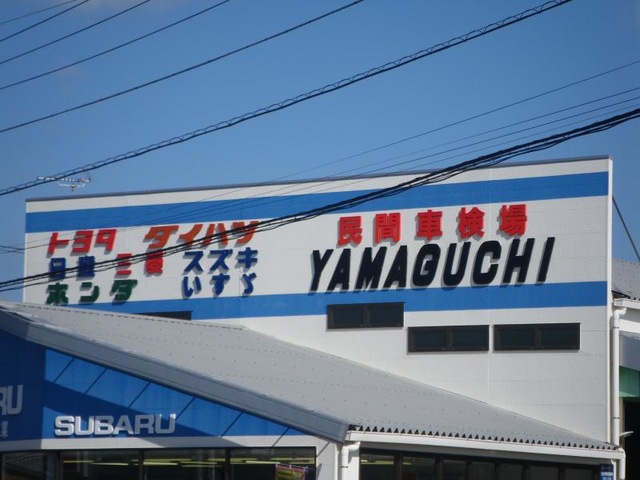 トヨタ ダイハツ
日産 三菱 スズキ
ホンダ いすゞ
民間車検場
YAMAGUCHI
SUBARU
RU